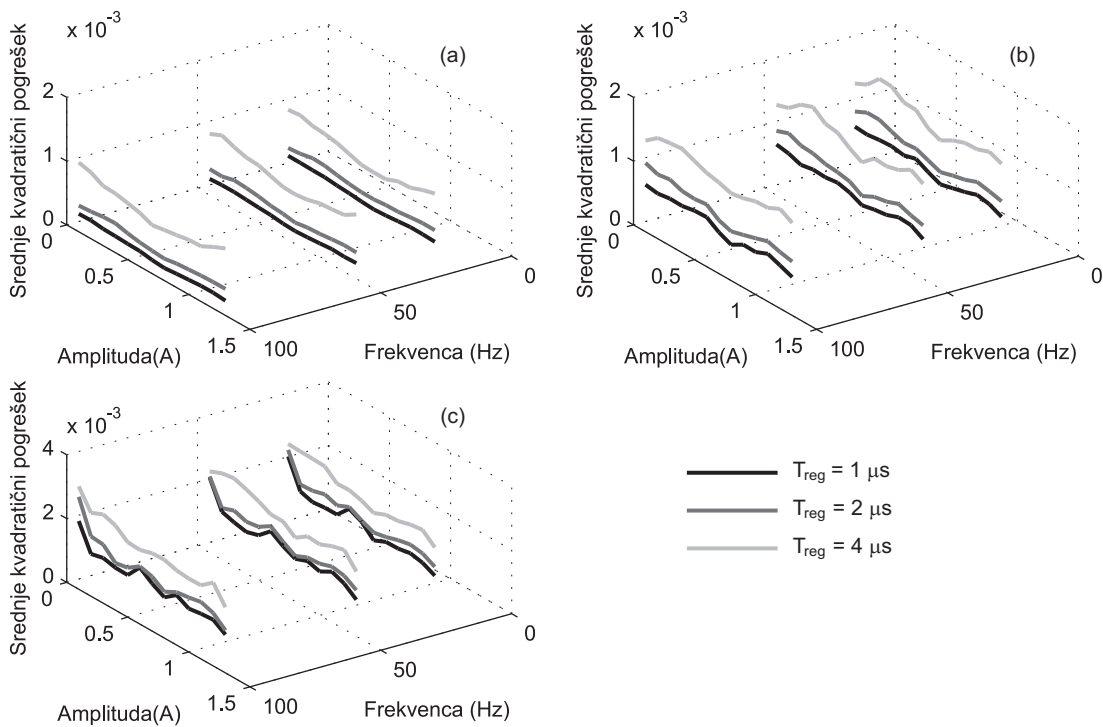 x 10⁻³
(a)
Srednje kvadratični pogrešek
2
1
0
0
0.5
1
1.5
Amplituda(A)
100
50
0
Frekvenca (Hz)
x 10⁻³
(b)
Srednje kvadratični pogrešek
2
1
0
0
0.5
1
1.5
Amplituda(A)
100
50
0
Frekvenca (Hz)
x 10⁻³
(c)
Srednje kvadratični pogrešek
4
2
0
0
0.5
1
1.5
Amplituda(A)
100
50
0
Frekvenca (Hz)
T_reg = 1 μs
T_reg = 2 μs
T_reg = 4 μs